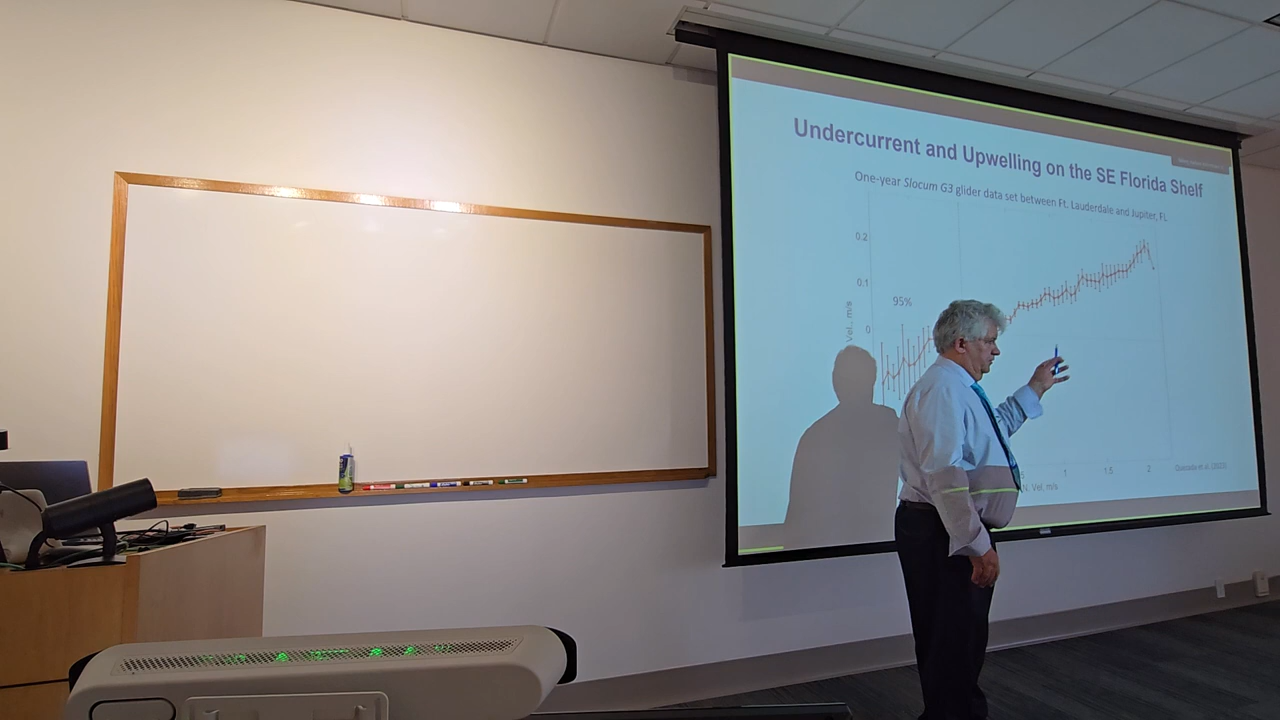 Undercurrent and Upwelling on the SE Florida Shelf
One-year Slocum G3 glider data set between Ft. Lauderdale and Jupiter, FL
0.2
0.1
95%
0
Vel., m/s
1
1.5
2
N: Vel, m/s